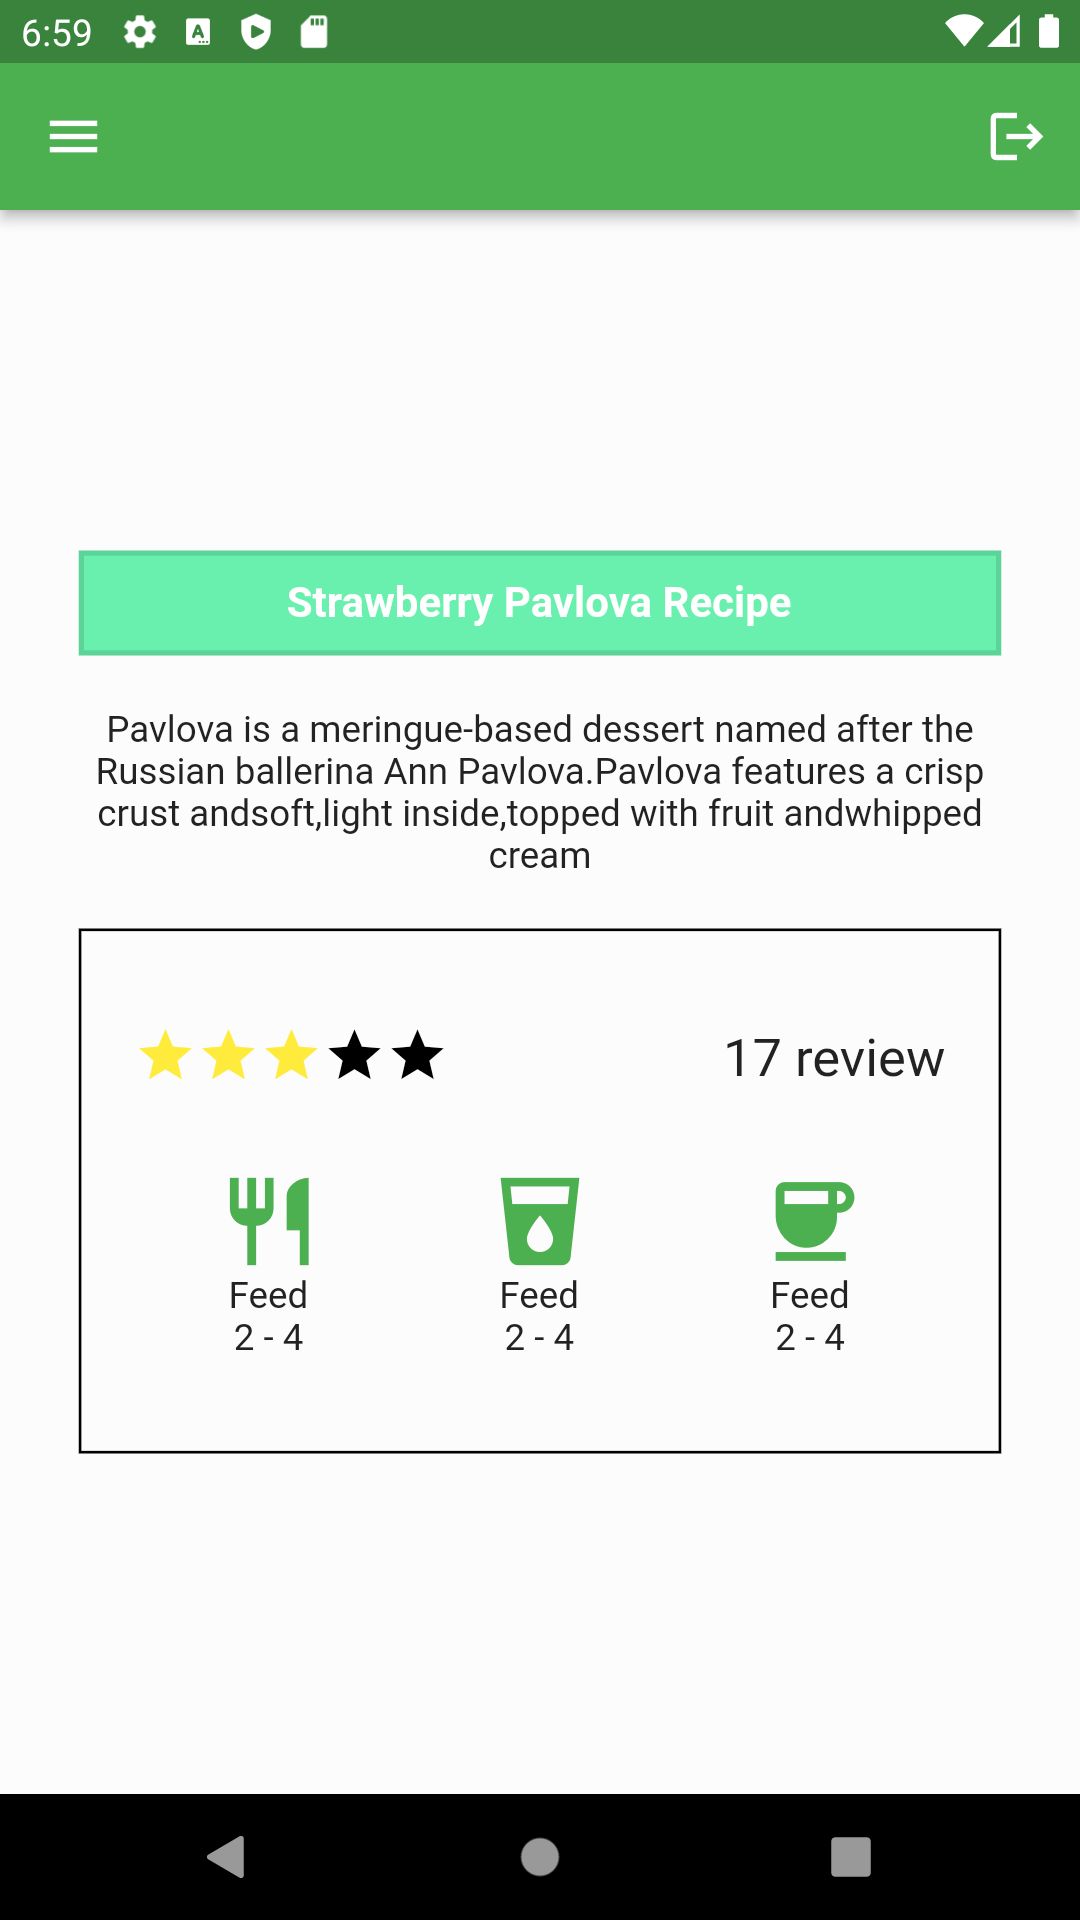 6:59
Strawberry Pavlova Recipe
Pavlova is a meringue-based dessert named after the
Russian ballerina Ann Pavlova.Pavlova features a crisp
crust andsoft,light inside,topped with fruit andwhipped
cream
17 review
Feed Feed Feed
2 - 4 2 - 4 2 - 4